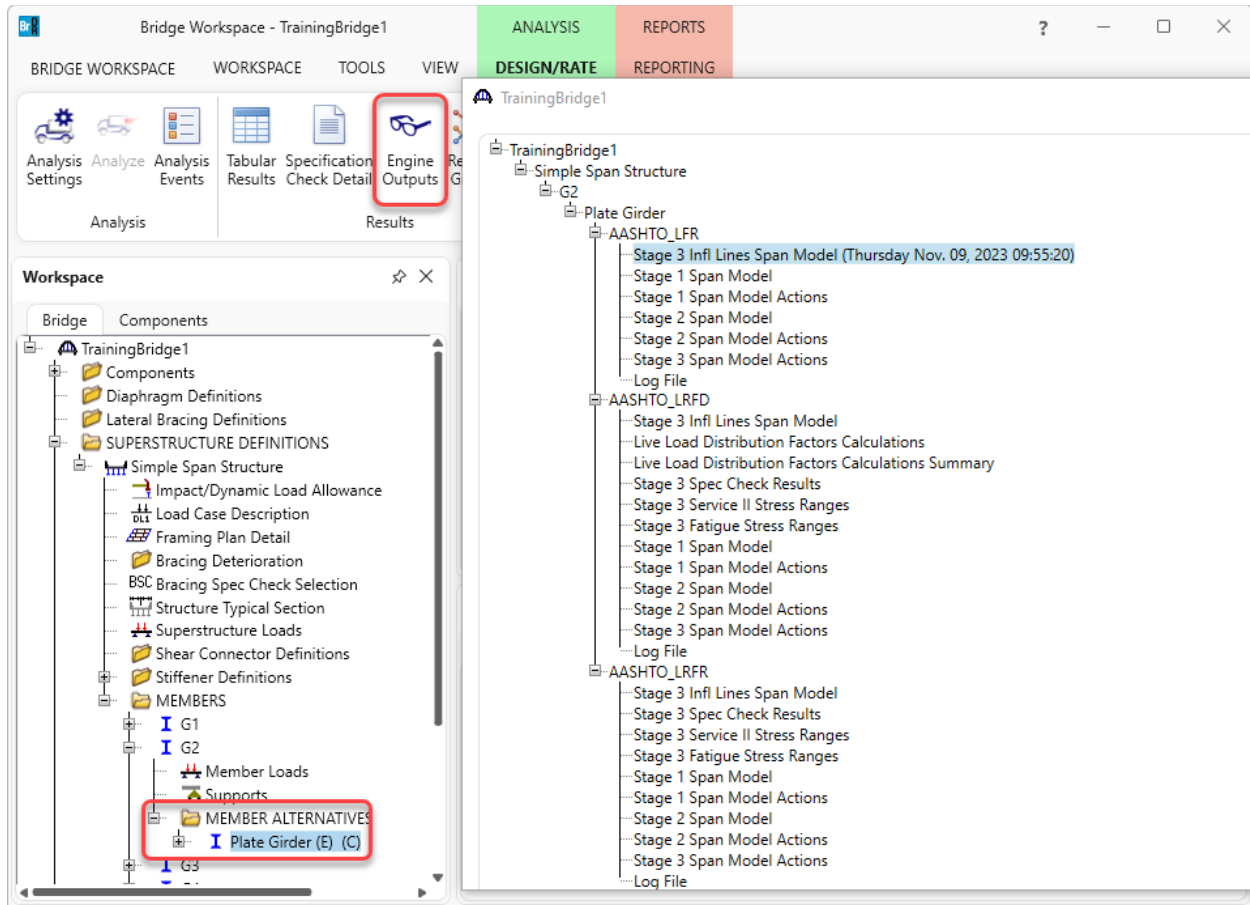 Bridge Workspace - TrainingBridge1
ANALYSIS
REPORTS
?
BRIDGE WORKSPACE
WORKSPACE
TOOLS
VIEW
DESIGN/RATE
REPORTING
Analysis Settings
Analyze
Analysis Events
Tabular Results
Specification Check Detail
Engine Outputs
Analysis
Results
Workspace
Bridge
Components
TrainingBridge1
Components
Diaphragm Definitions
Lateral Bracing Definitions
SUPERSTRUCTURE DEFINITIONS
Simple Span Structure
Impact/Dynamic Load Allowance
DL1 Load Case Description
Framing Plan Detail
Bracing Deterioration
BSC Bracing Spec Check Selection
Structure Typical Section
Superstructure Loads
Shear Connector Definitions
Stiffener Definitions
MEMBERS
G1
G2
Member Loads
Supports
MEMBER ALTERNATIVES
Plate Girder (E) (C)
G3
TrainingBridge1
TrainingBridge1
Simple Span Structure
G2
Plate Girder
AASHTO_LFR
Stage 3 Infl Lines Span Model (Thursday Nov. 09, 2023 09:55:20)
Stage 1 Span Model
Stage 1 Span Model Actions
Stage 2 Span Model
Stage 2 Span Model Actions
Stage 3 Span Model Actions
Log File
AASHTO_LRFD
Stage 3 Infl Lines Span Model
Live Load Distribution Factors Calculations
Live Load Distribution Factors Calculations Summary
Stage 3 Spec Check Results
Stage 3 Service II Stress Ranges
Stage 3 Fatigue Stress Ranges
Stage 1 Span Model
Stage 1 Span Model Actions
Stage 2 Span Model
Stage 2 Span Model Actions
Stage 3 Span Model Actions
Log File
AASHTO_LRFR
Stage 3 Infl Lines Span Model
Stage 3 Spec Check Results
Stage 3 Service II Stress Ranges
Stage 3 Fatigue Stress Ranges
Stage 1 Span Model
Stage 1 Span Model Actions
Stage 2 Span Model
Stage 2 Span Model Actions
Stage 3 Span Model Actions
Log File